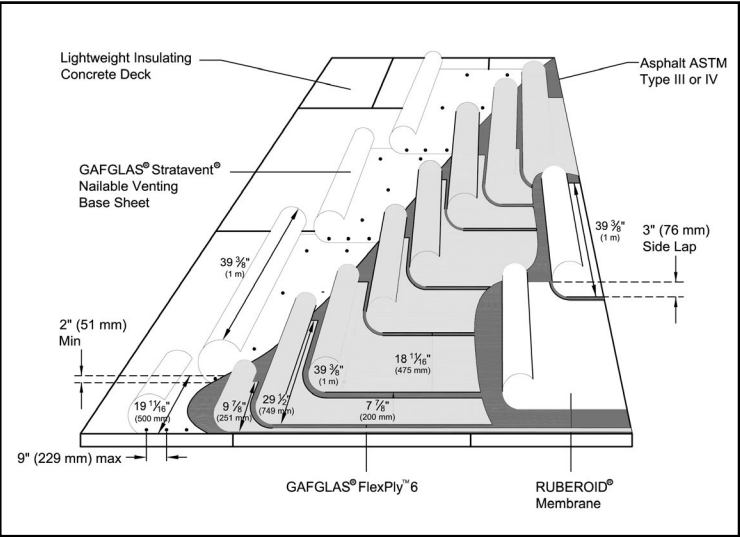 Lightweight Insulating
Concrete Deck
Asphalt ASTM
Type III or IV
GAFGLAS® Stratavent®
Nailable Venting
Base Sheet
39 3⁄8"
(1 m)
3" (76 mm)
Side Lap
39 3⁄8"
(1 m)
2" (51 mm)
Min
18 11⁄16"
(475 mm)
39 3⁄8"
(1 m)
29 1⁄2"
(749 mm)
9 7⁄8"
(251 mm)
19 11⁄16"
(500 mm)
7 7⁄8"
(200 mm)
9" (229 mm) max
GAFGLAS® FlexPly™ 6
RUBEROID®
Membrane